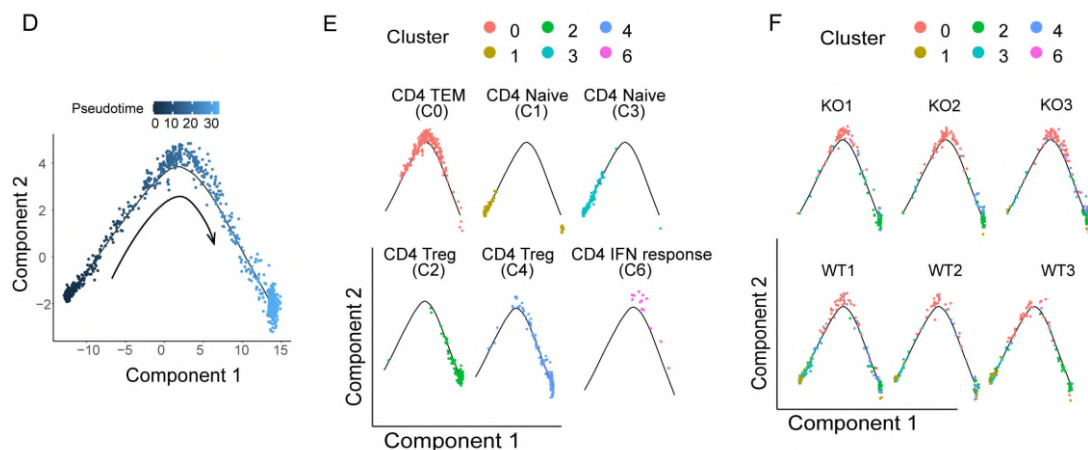 D
Pseudotime
0 10 20 30
4
2
0
−2
Component 2
−10 −5 0 5 10 15
Component 1
E
Cluster
0 2 4
1 3 6
CD4 TEM
(C0)
CD4 Naive
(C1)
CD4 Naive
(C3)
CD4 Treg
(C2)
CD4 Treg
(C4)
CD4 IFN response
(C6)
Component 2
Component 1
F
Cluster
0 2 4
1 3 6
KO1 KO2 KO3
WT1 WT2 WT3
Component 2
Component 1